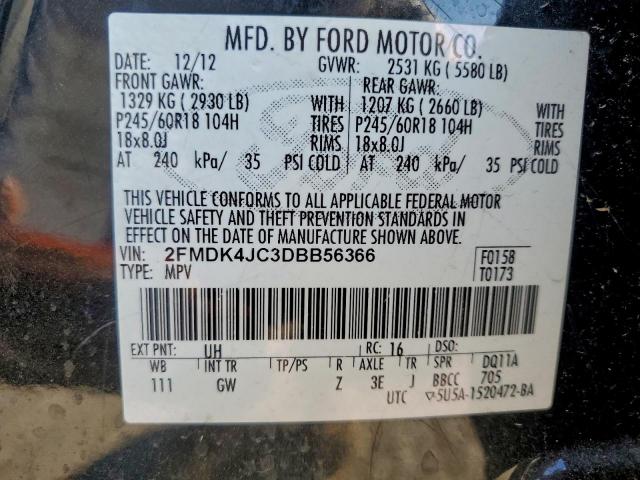 MFD. BY FORD MOTOR CO.
DATE: 12/12 GVWR: 2531 KG ( 5580 LB)
FRONT GAWR: REAR GAWR:
1329 KG ( 2930 LB) WITH 1207 KG ( 2660 LB) WITH
P245/60R18 104H TIRES P245/60R18 104H TIRES
18x8.0J RIMS 18x8.0J RIMS
AT 240 kPa/ 35 PSI COLD AT 240 kPa/ 35 PSI COLD
THIS VEHICLE CONFORMS TO ALL APPLICABLE FEDERAL MOTOR
VEHICLE SAFETY AND THEFT PREVENTION STANDARDS IN
EFFECT ON THE DATE OF MANUFACTURE SHOWN ABOVE.
VIN: 2FMDK4JC3DBB56366 F0158
TYPE: MPV T0173
EXT PNT: UH RC: 16 DSO:
WB INT TR TP/PS R AXLE TR SPR DQ11A
111 GW Z 3E J BBCC 705
UTC ▽5U5A-1520472-BA